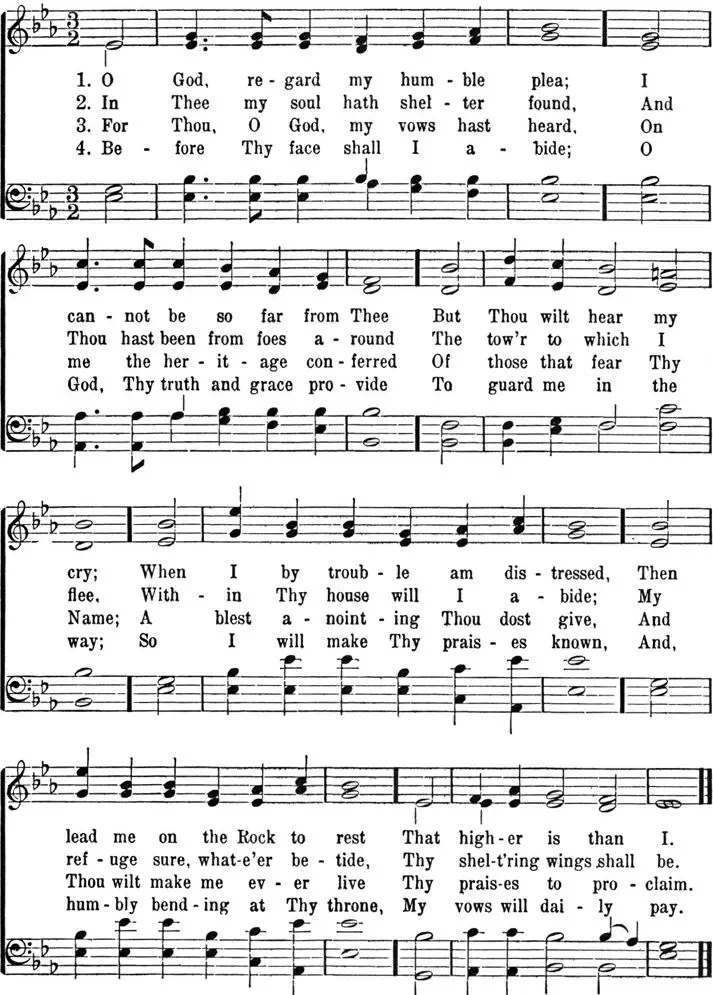 3
2
1. O God, re - gard my hum - ble plea; I
2. In Thee my soul hath shel - ter found, And
3. For Thou, O God, my vows hast heard, On
4. Be - fore Thy face shall I a - bide; O
3
2
can - not be so far from Thee But Thou wilt hear my
Thou hast been from foes a - round The tow'r to which I
me the her - it - age con - ferred Of those that fear Thy
God, Thy truth and grace pro - vide To guard me in the
cry; When I by troub - le am dis - tressed, Then
flee, With - in Thy house will I a - bide; My
Name; A blest a - noint - ing Thou dost give, And
way; So I will make Thy prais - es known, And,
lead me on the Rock to rest That high - er is than I.
ref - uge sure, what-e'er be - tide, Thy shel-t'ring wings shall be.
Thou wilt make me ev - er live Thy prais-es to pro - claim.
hum - bly bend - ing at Thy throne, My vows will dai - ly pay.